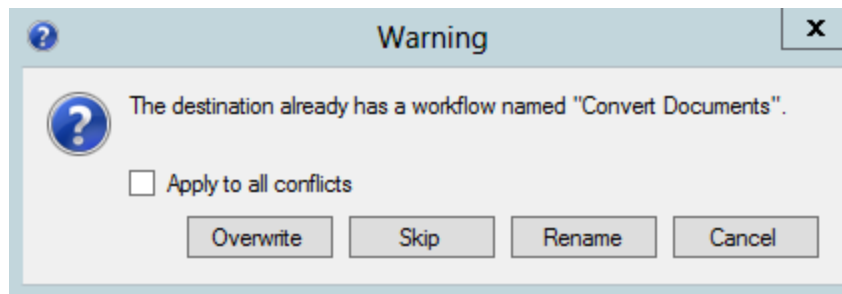 Warning
x
The destination already has a workflow named "Convert Documents".
Apply to all conflicts
Overwrite Skip Rename Cancel